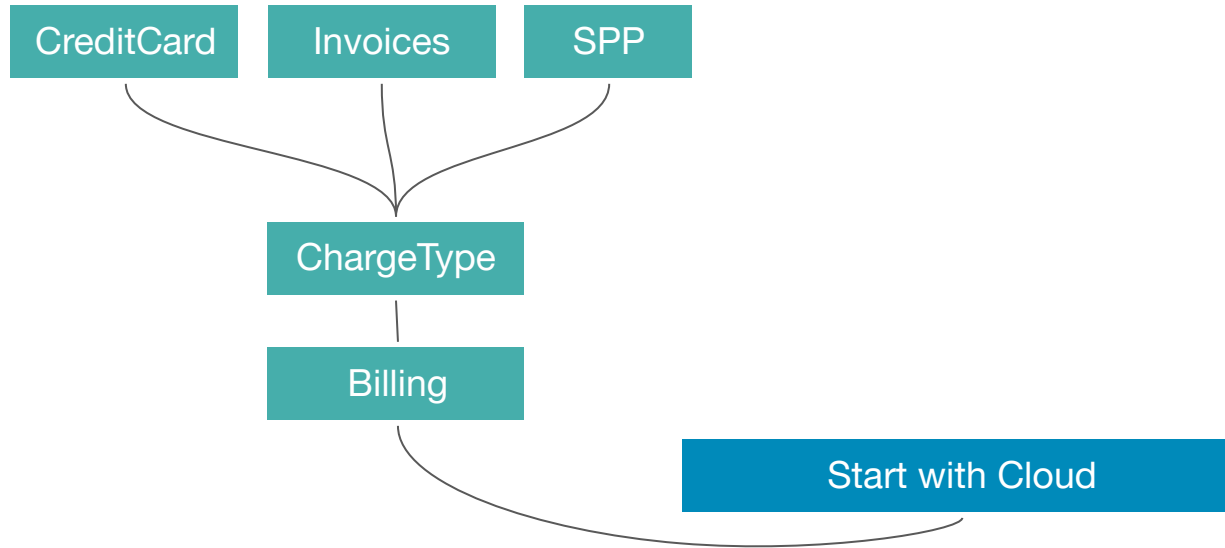 CreditCard
Invoices
SPP
ChargeType
Billing
Start with Cloud